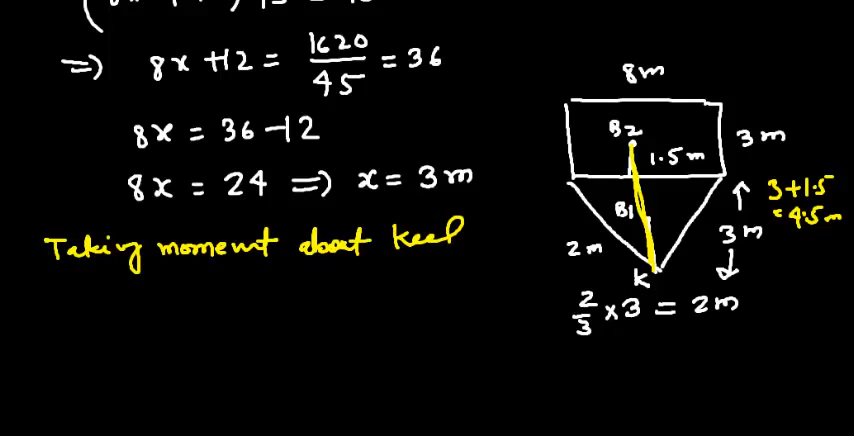 =) 8x +12 = 1620/45 = 36
8x = 36 -12
8x = 24 =) x = 3m
Taking moment about Keel
8m
B2
3m
1.5m
3+1.5
= 4.5m
B1
3m
2m
K
2/3 x 3 = 2m